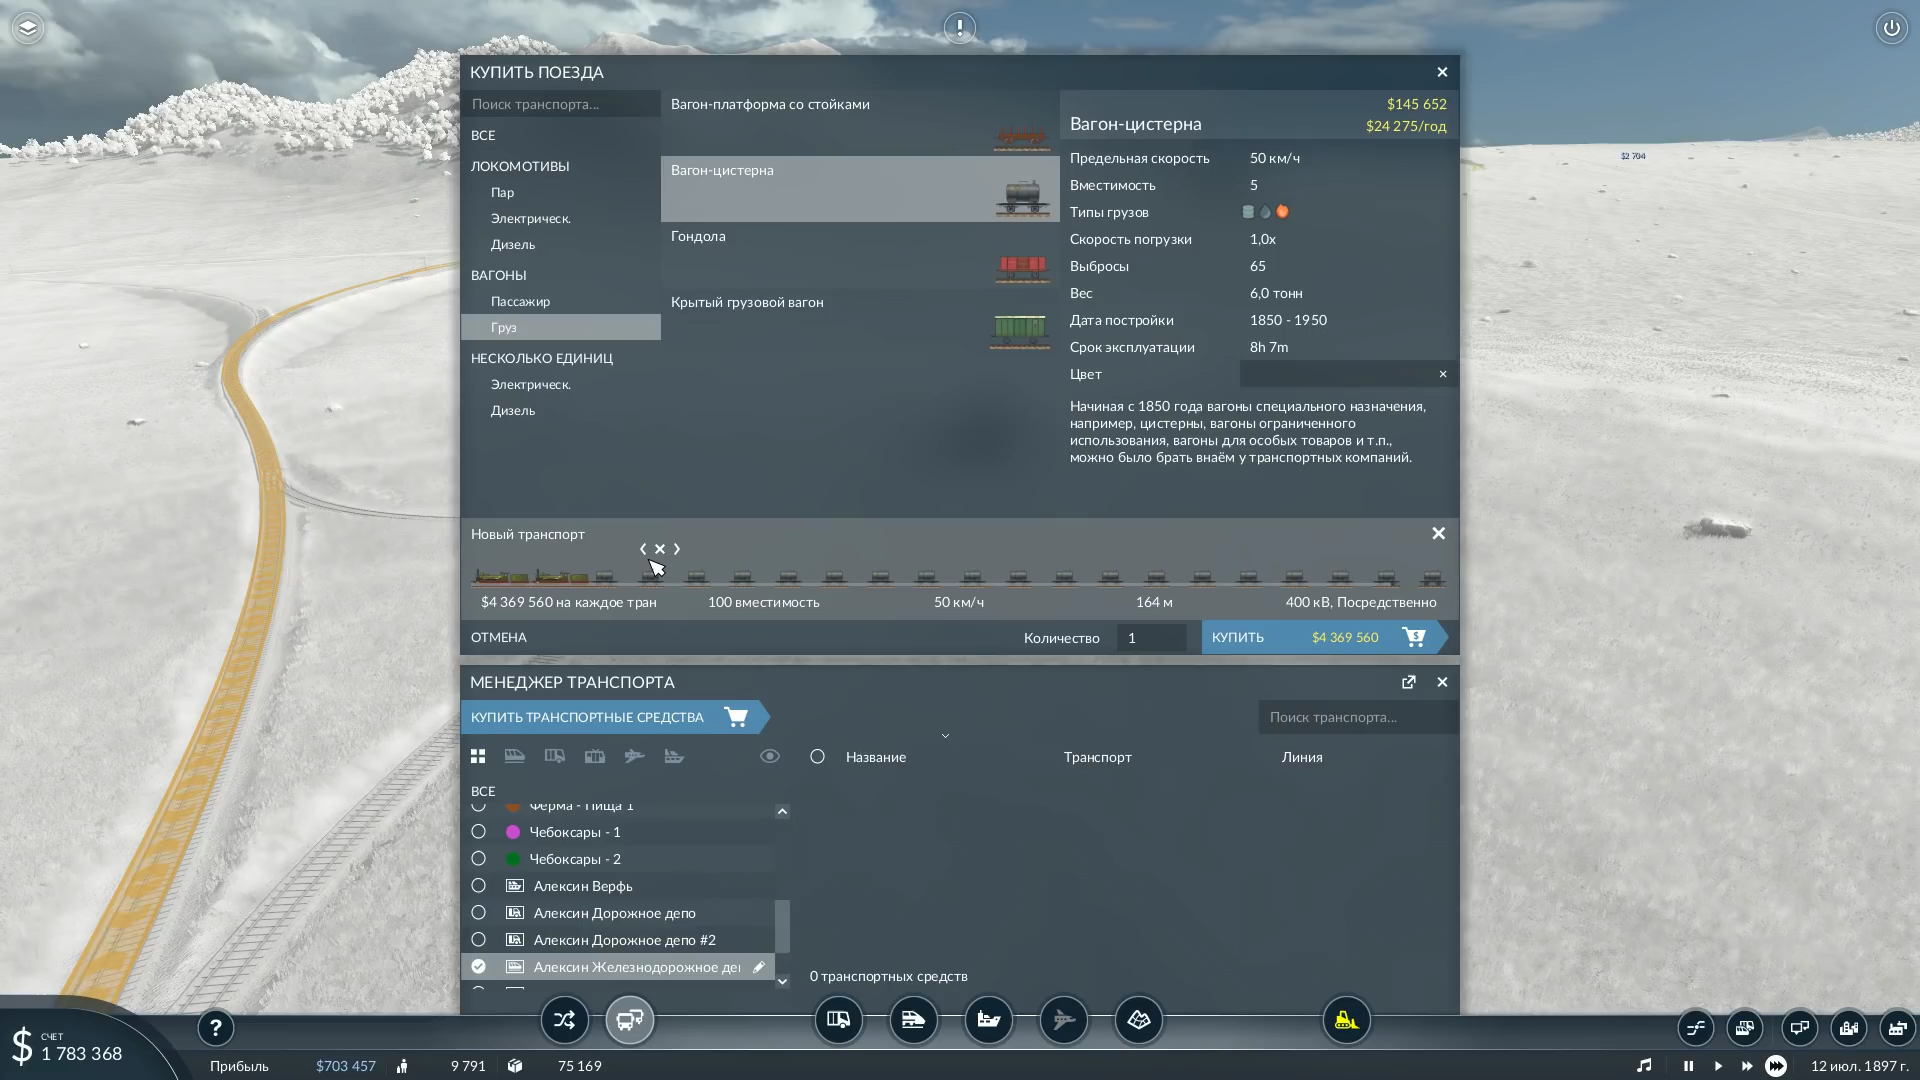 КУПИТЬ ПОЕЗДА
Поиск транспорта...
ВСЕ
ЛОКОМОТИВЫ
Пар
Электрическ.
Дизель
ВАГОНЫ
Пассажир
Груз
НЕСКОЛЬКО ЕДИНИЦ
Электрическ.
Дизель
Вагон-платформа со стойками
Вагон-цистерна
Гондола
Крытый грузовой вагон
$145 652
Вагон-цистерна
$24 275/год
Предельная скорость 50 км/ч
Вместимость 5
Типы грузов
Скорость погрузки 1,0x
Выбросы 65
Вес 6,0 тонн
Дата постройки 1850 - 1950
Срок эксплуатации 8h 7m
Цвет
Начиная с 1850 года вагоны специального назначения,
например, цистерны, вагоны ограниченного
использования, вагоны для особых товаров и т.п.,
можно было брать внаём у транспортных компаний.
$2 704
Новый транспорт
$4 369 560 на каждое тран 100 вместимость 50 км/ч 164 м 400 кВ, Посредственно
ОТМЕНА Количество 1 КУПИТЬ $4 369 560
МЕНЕДЖЕР ТРАНСПОРТА
КУПИТЬ ТРАНСПОРТНЫЕ СРЕДСТВА
Поиск транспорта...
Название Транспорт Линия
ВСЕ
Ферма - Пища 1
Чебоксары - 1
Чебоксары - 2
Алексин Верфь
Алексин Дорожное депо
Алексин Дорожное депо #2
Алексин Железнодорожное де
0 транспортных средств
СЧЕТ
$ 1 783 368
?
Прибыль $703 457 9 791 75 169
12 июл. 1897 г.